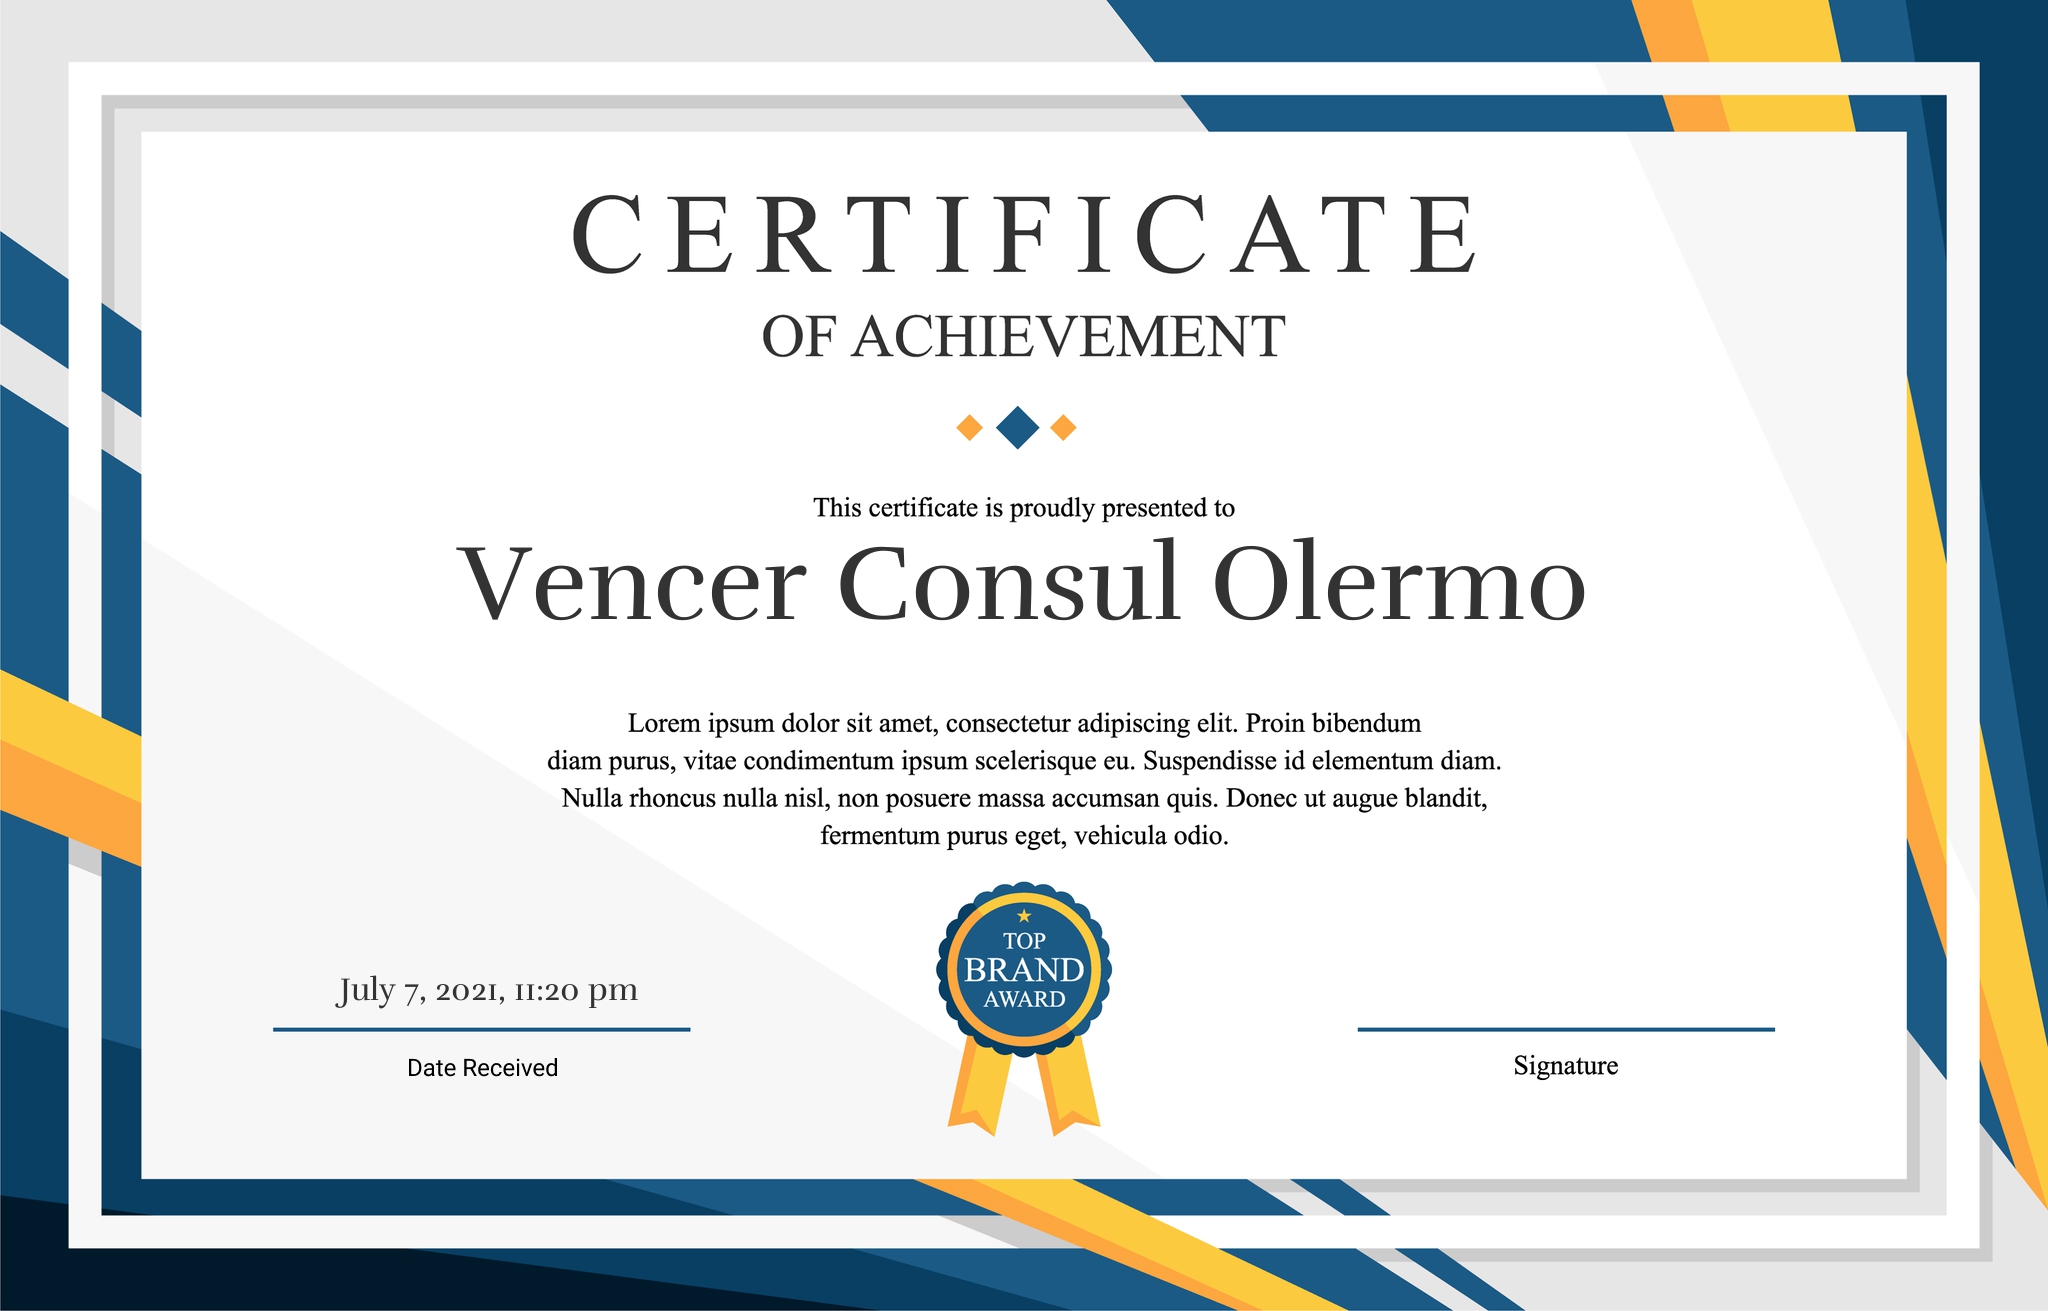 CERTIFICATE
OF ACHIEVEMENT
This certificate is proudly presented to
Vencer Consul Olermo
Lorem ipsum dolor sit amet, consectetur adipiscing elit. Proin bibendum
diam purus, vitae condimentum ipsum scelerisque eu. Suspendisse id elementum diam.
Nulla rhoncus nulla nisl, non posuere massa accumsan quis. Donec ut augue blandit,
fermentum purus eget, vehicula odio.
TOP
BRAND
AWARD
July 7, 2021, 11:20 pm
Date Received
Signature